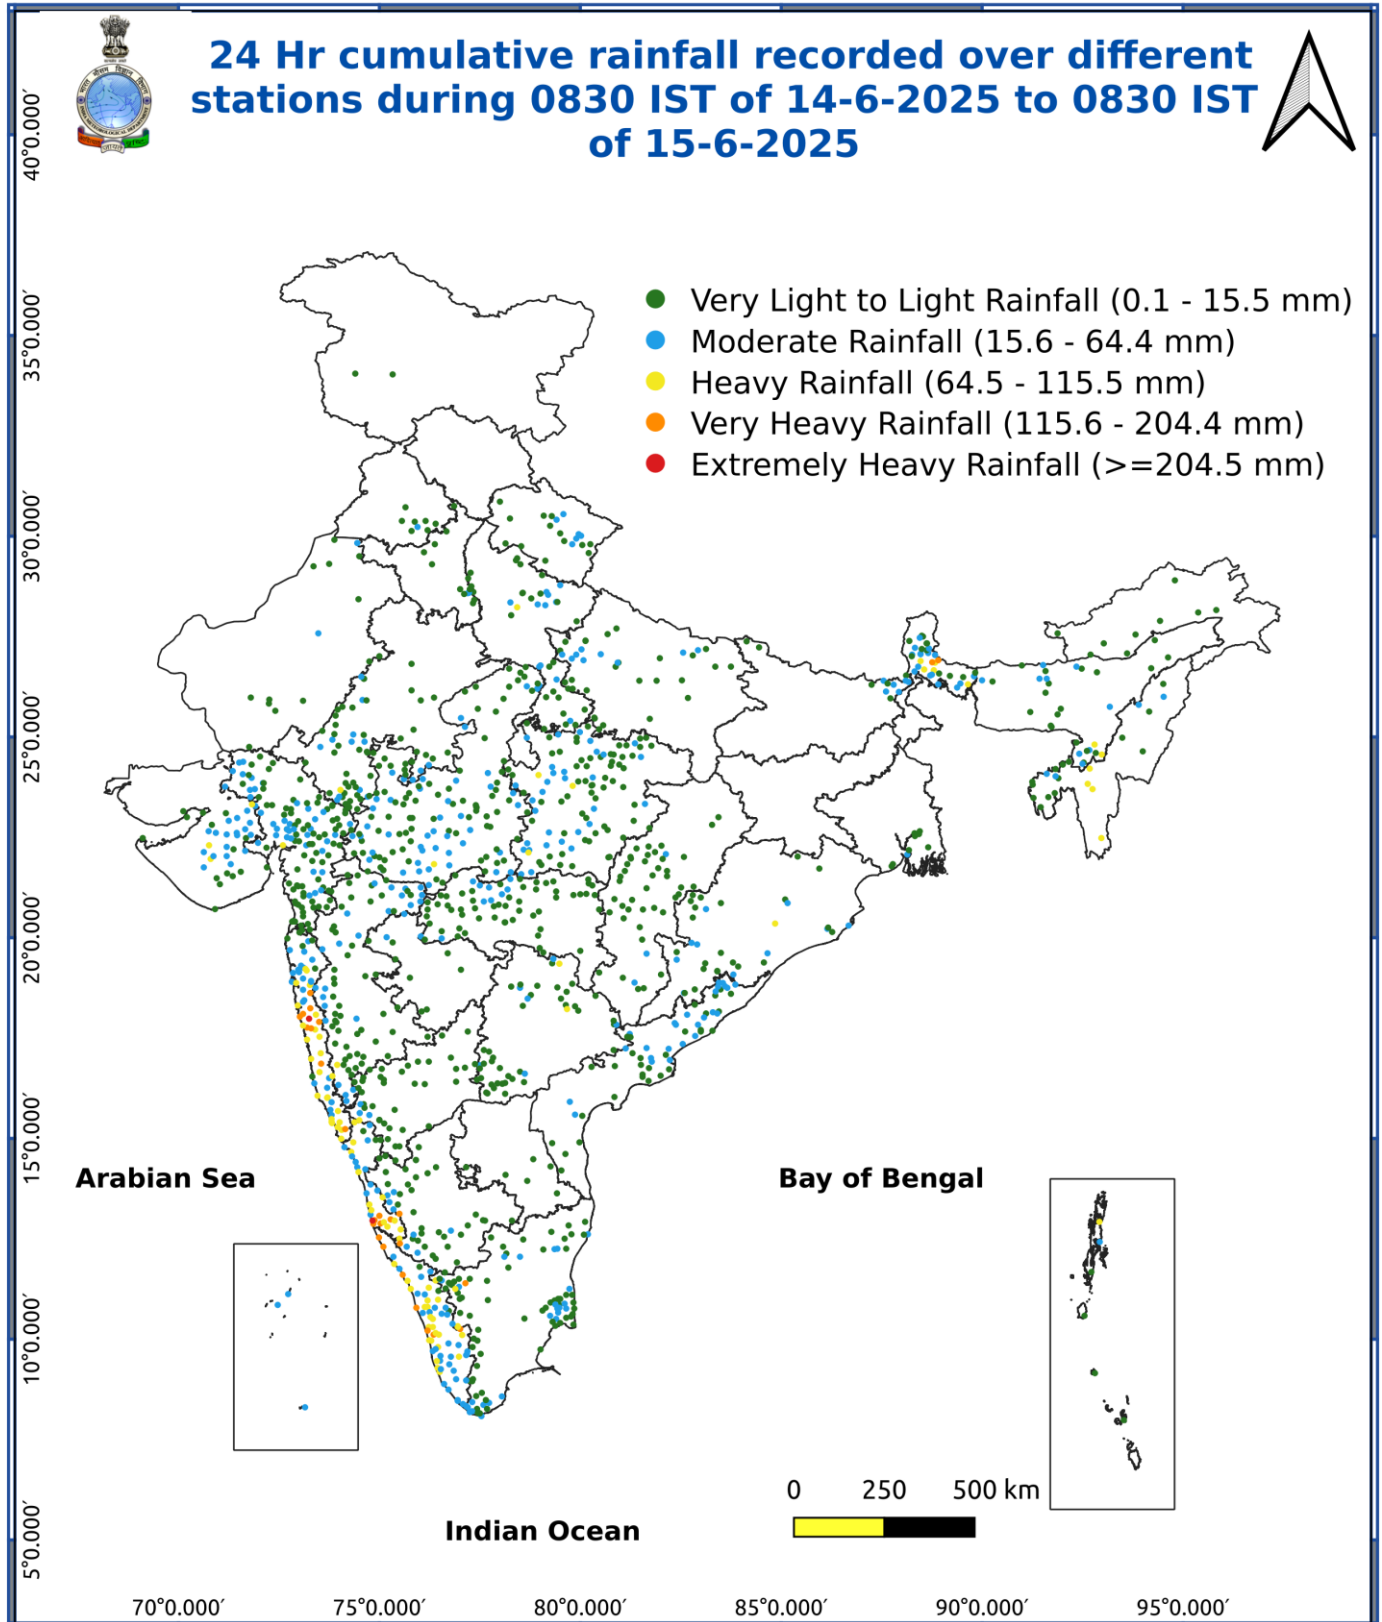 24 Hr cumulative rainfall recorded over different
stations during 0830 IST of 14-6-2025 to 0830 IST
of 15-6-2025
Very Light to Light Rainfall (0.1 - 15.5 mm)
Moderate Rainfall (15.6 - 64.4 mm)
Heavy Rainfall (64.5 - 115.5 mm)
Very Heavy Rainfall (115.6 - 204.4 mm)
Extremely Heavy Rainfall (>=204.5 mm)
40°0.000′
35°0.000′
30°0.000′
25°0.000′
20°0.000′
15°0.000′
10°0.000′
5°0.000′
Arabian Sea
Bay of Bengal
Indian Ocean
0 250 500 km
70°0.000′ 75°0.000′ 80°0.000′ 85°0.000′ 90°0.000′ 95°0.000′